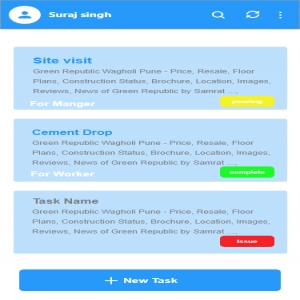 Suraj singh
Site visit
Green Republic Wagholi Pune - Price, Resale, Floor
Plans, Construction Status, Brochure, Location, Images,
Reviews, News of Green Republic by Samrat ...,
For Manger
pending
Cement Drop
Green Republic Wagholi Pune - Price, Resale, Floor
Plans, Construction Status, Brochure, Location, Images,
Reviews, News of Green Republic by Samrat ...,
For Worker
complete
Task Name
Green Republic Wagholi Pune - Price, Resale, Floor
Plans, Construction Status, Brochure, Location, Images,
Reviews, News of Green Republic by Samrat ...,
Issue
New Task